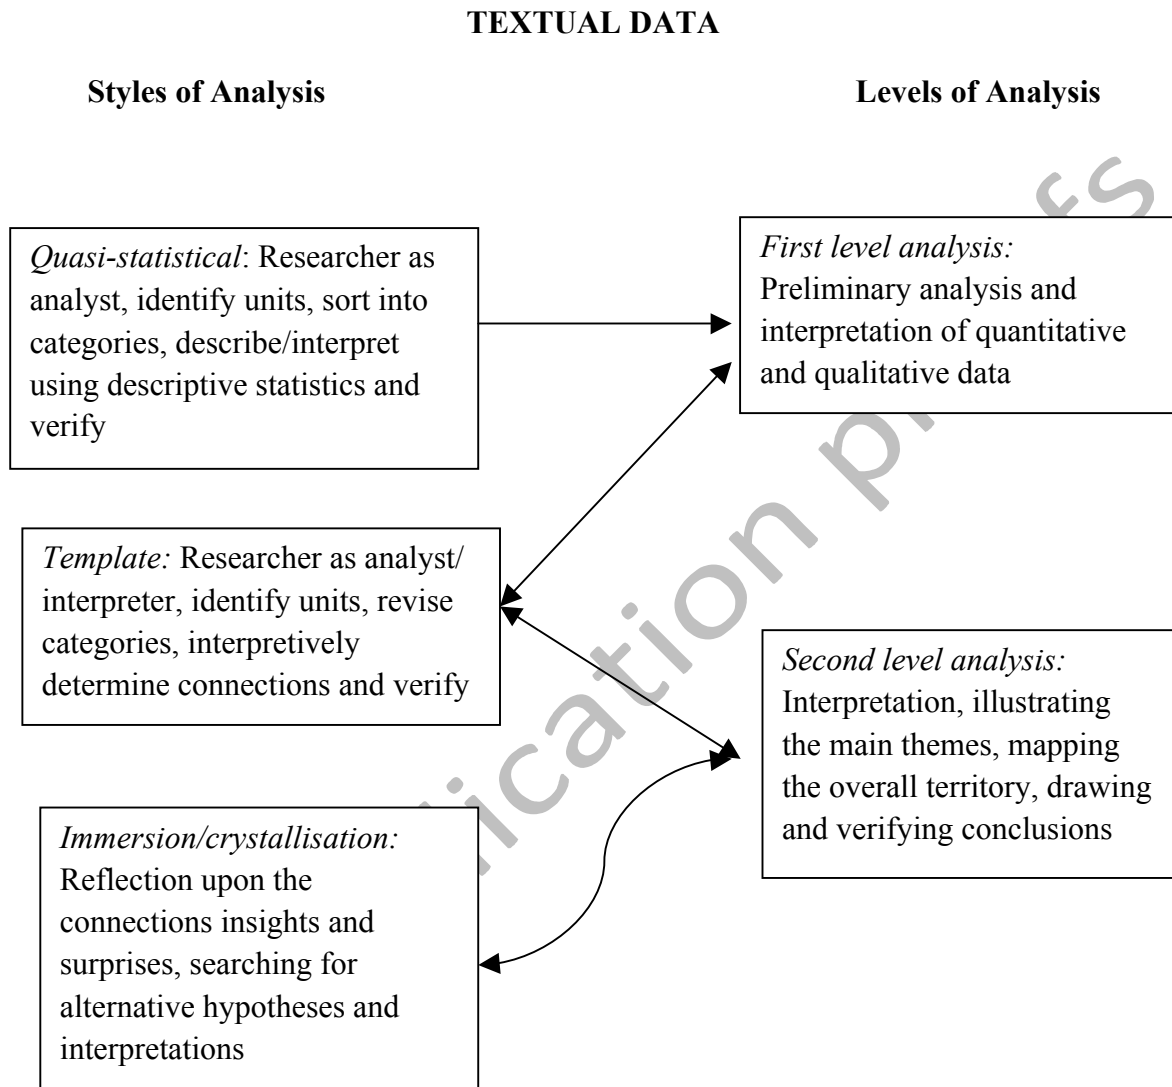 TEXTUAL DATA
Styles of Analysis
Levels of Analysis
Quasi-statistical: Researcher as
analyst, identify units, sort into
categories, describe/interpret
using descriptive statistics and
verify
First level analysis:
Preliminary analysis and
interpretation of quantitative
and qualitative data
Template: Researcher as analyst/
interpreter, identify units, revise
categories, interpretively
determine connections and verify
Second level analysis:
Interpretation, illustrating
the main themes, mapping
the overall territory, drawing
and verifying conclusions
Immersion/crystallisation:
Reflection upon the
connections insights and
surprises, searching for
alternative hypotheses and
interpretations